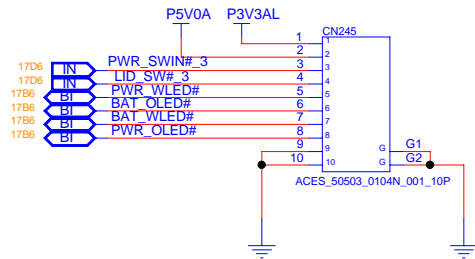 P5V0A P3V3AL
CN245
1 1
2 2
17D6 IN PWR_SWIN#_3 3 3
17D6 IN LID_SW#_3 4 4
17B6 BI PWR_WLED# 5 5
17B6 BI BAT_OLED# 6 6
17B6 BI BAT_WLED# 7 7
17B6 BI PWR_OLED# 8 8
9 9 G G1
10 10 G G2
ACES_50503_0104N_001_10P